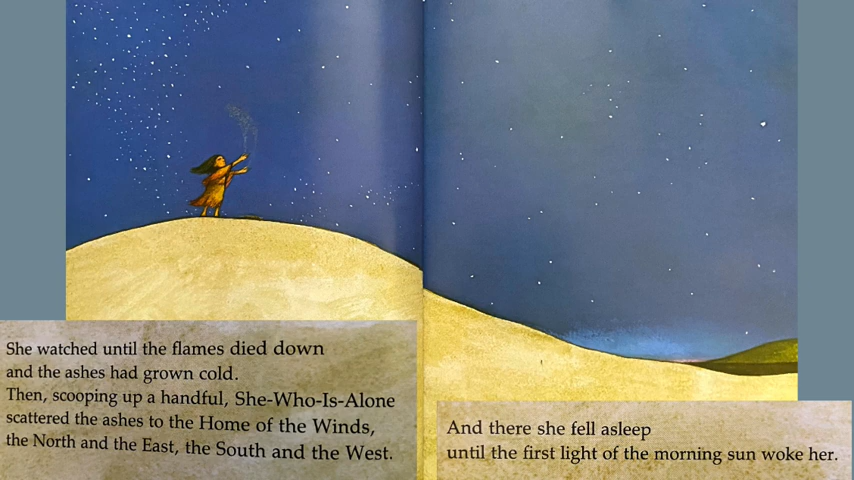 She watched until the flames died down
and the ashes had grown cold.
Then, scooping up a handful, She-Who-Is-Alone
scattered the ashes to the Home of the Winds,
the North and the East, the South and the West.
And there she fell asleep
until the first light of the morning sun woke her.